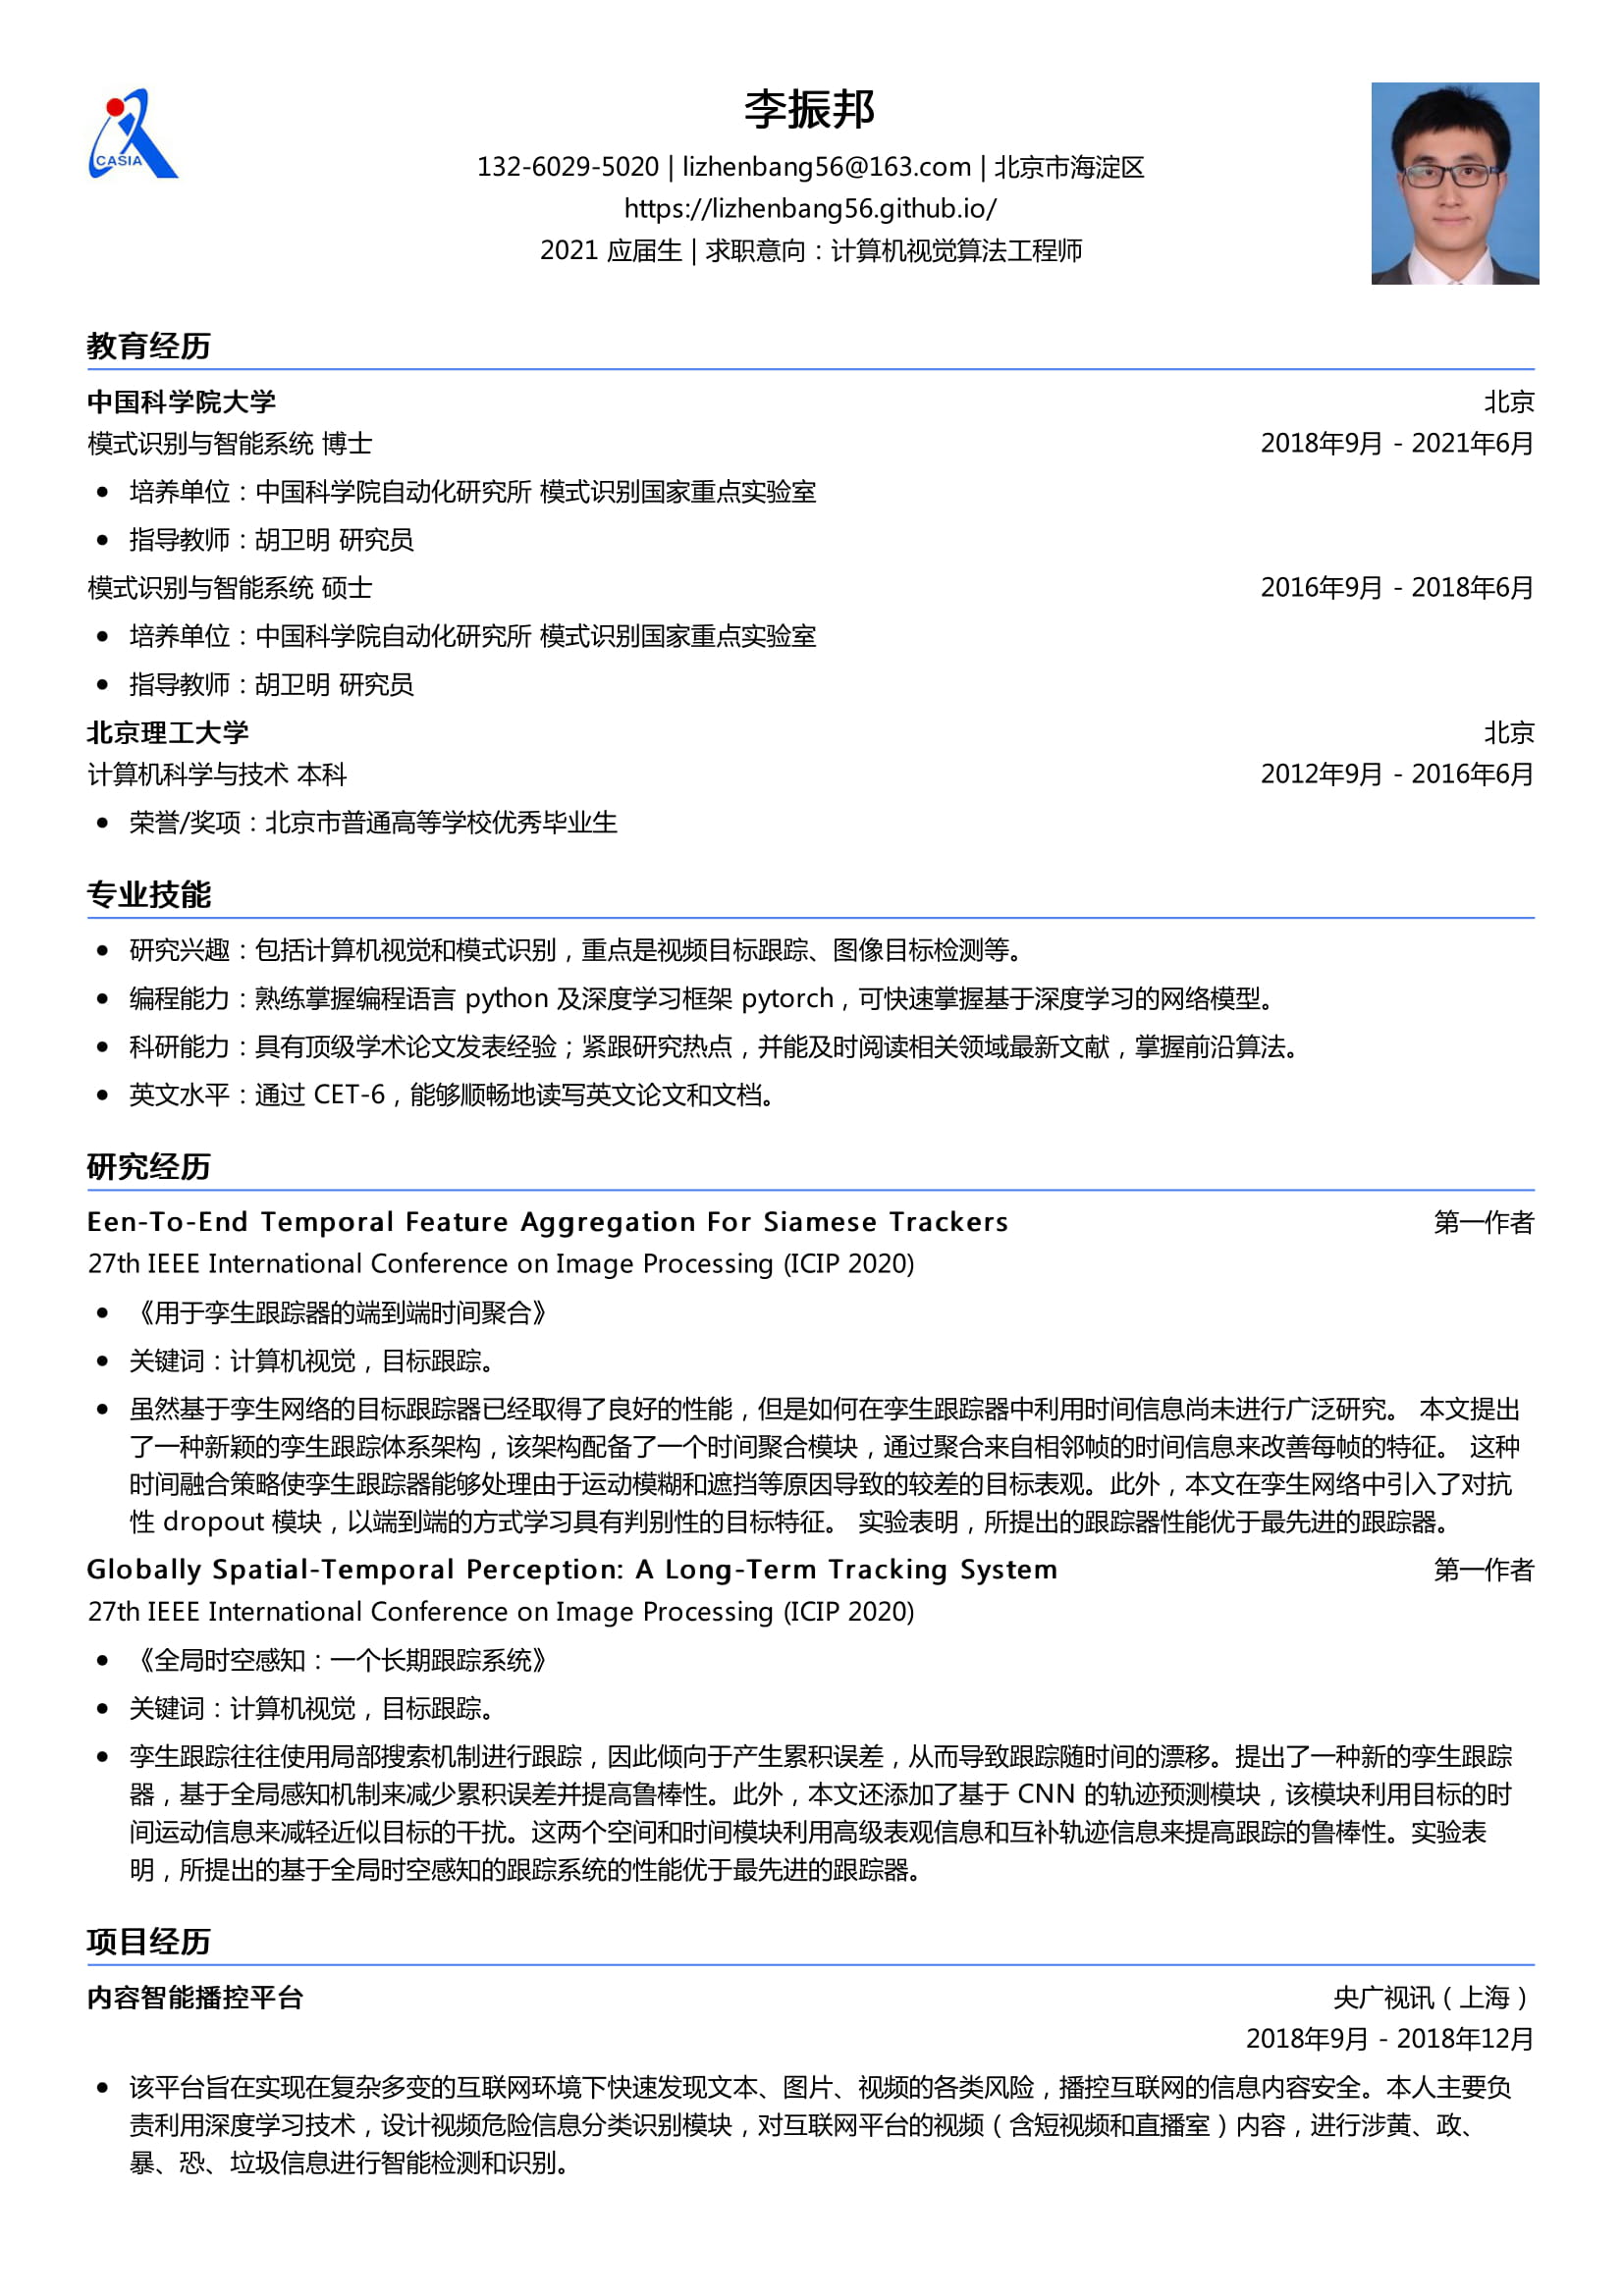 CASIA
李振邦
132-6029-5020 | lizhenbang56@163.com | 北京市海淀区
https://lizhenbang56.github.io/
2021 应届生 | 求职意向：计算机视觉算法工程师
教育经历
中国科学院大学 北京
模式识别与智能系统 博士 2018年9月 - 2021年6月
• 培养单位：中国科学院自动化研究所 模式识别国家重点实验室
• 指导教师：胡卫明 研究员
模式识别与智能系统 硕士 2016年9月 - 2018年6月
• 培养单位：中国科学院自动化研究所 模式识别国家重点实验室
• 指导教师：胡卫明 研究员
北京理工大学 北京
计算机科学与技术 本科 2012年9月 - 2016年6月
• 荣誉/奖项：北京市普通高等学校优秀毕业生
专业技能
• 研究兴趣：包括计算机视觉和模式识别，重点是视频目标跟踪、图像目标检测等。
• 编程能力：熟练掌握编程语言 python 及深度学习框架 pytorch，可快速掌握基于深度学习的网络模型。
• 科研能力：具有顶级学术论文发表经验；紧跟研究热点，并能及时阅读相关领域最新文献，掌握前沿算法。
• 英文水平：通过 CET-6，能够顺畅地读写英文论文和文档。
研究经历
Een-To-End Temporal Feature Aggregation For Siamese Trackers 第一作者
27th IEEE International Conference on Image Processing (ICIP 2020)
• 《用于孪生跟踪器的端到端时间聚合》
• 关键词：计算机视觉，目标跟踪。
• 虽然基于孪生网络的目标跟踪器已经取得了良好的性能，但是如何在孪生跟踪器中利用时间信息尚未进行广泛研究。 本文提出
了一种新颖的孪生跟踪体系架构，该架构配备了一个时间聚合模块，通过聚合来自相邻帧的时间信息来改善每帧的特征。 这种
时间融合策略使孪生跟踪器能够处理由于运动模糊和遮挡等原因导致的较差的目标表观。此外，本文在孪生网络中引入了对抗
性 dropout 模块，以端到端的方式学习具有判别性的目标特征。 实验表明，所提出的跟踪器性能优于最先进的跟踪器。
Globally Spatial-Temporal Perception: A Long-Term Tracking System 第一作者
27th IEEE International Conference on Image Processing (ICIP 2020)
• 《全局时空感知：一个长期跟踪系统》
• 关键词：计算机视觉，目标跟踪。
• 孪生跟踪往往使用局部搜索机制进行跟踪，因此倾向于产生累积误差，从而导致跟踪随时间的漂移。提出了一种新的孪生跟踪
器，基于全局感知机制来减少累积误差并提高鲁棒性。此外，本文还添加了基于 CNN 的轨迹预测模块，该模块利用目标的时
间运动信息来减轻近似目标的干扰。这两个空间和时间模块利用高级表观信息和互补轨迹信息来提高跟踪的鲁棒性。实验表
明，所提出的基于全局时空感知的跟踪系统的性能优于最先进的跟踪器。
项目经历
内容智能播控平台 央广视讯（上海）
2018年9月 - 2018年12月
• 该平台旨在实现在复杂多变的互联网环境下快速发现文本、图片、视频的各类风险，播控互联网的信息内容安全。本人主要负
责利用深度学习技术，设计视频危险信息分类识别模块，对互联网平台的视频（含短视频和直播室）内容，进行涉黄、政、
暴、恐、垃圾信息进行智能检测和识别。